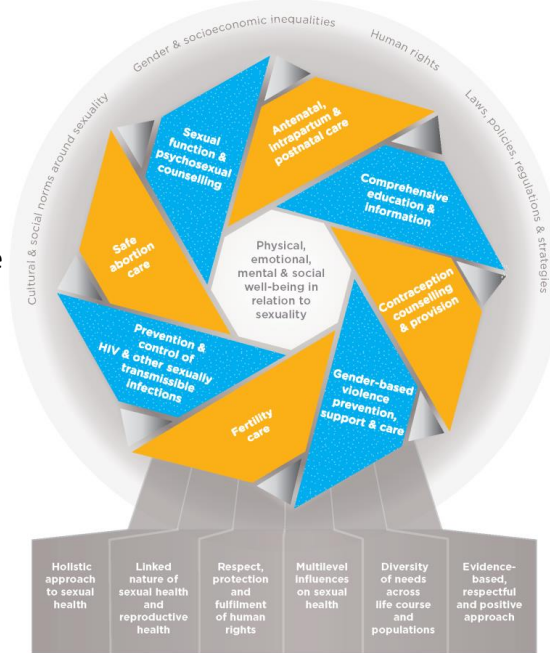 Cultural & social norms around sexuality
Gender & socioeconomic inequalities
Human rights
Laws, policies, regulations & strategies
Antenatal,
intrapartum &
postnatal care
Comprehensive
education &
information
Contraception
counselling
& provision
Gender-based
violence
prevention,
support & care
Fertility
care
Prevention &
control of
HIV & other sexually
transmissible
infections
Safe
abortion
care
Sexual
function &
psychosexual
counselling
Physical,
emotional,
mental & social
well-being in
relation to
sexuality
Holistic
approach
to sexual
health
Linked
nature of
sexual health
and
reproductive
health
Respect,
protection
and
fulfilment
of human
rights
Multilevel
influences
on sexual
health
Diversity
of needs
across
life course
and
populations
Evidence-
based,
respectful
and positive
approach